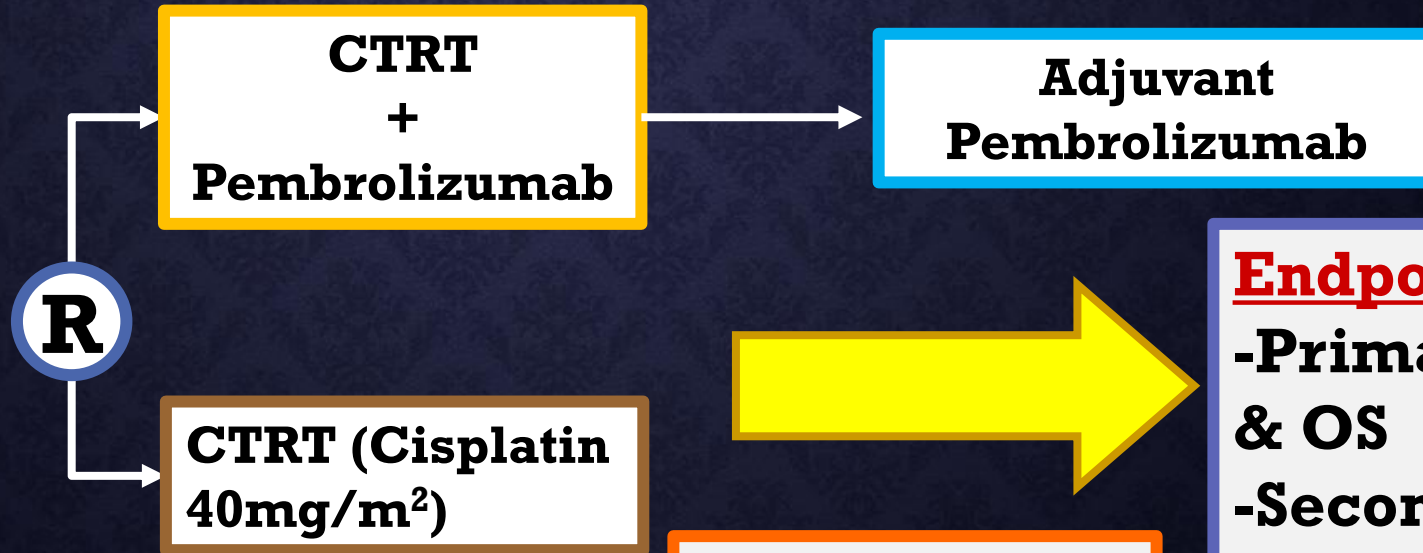 CTRT
+
Pembrolizumab
Adjuvant
Pembrolizumab
R
CTRT (Cisplatin
40mg/m²)
& OS